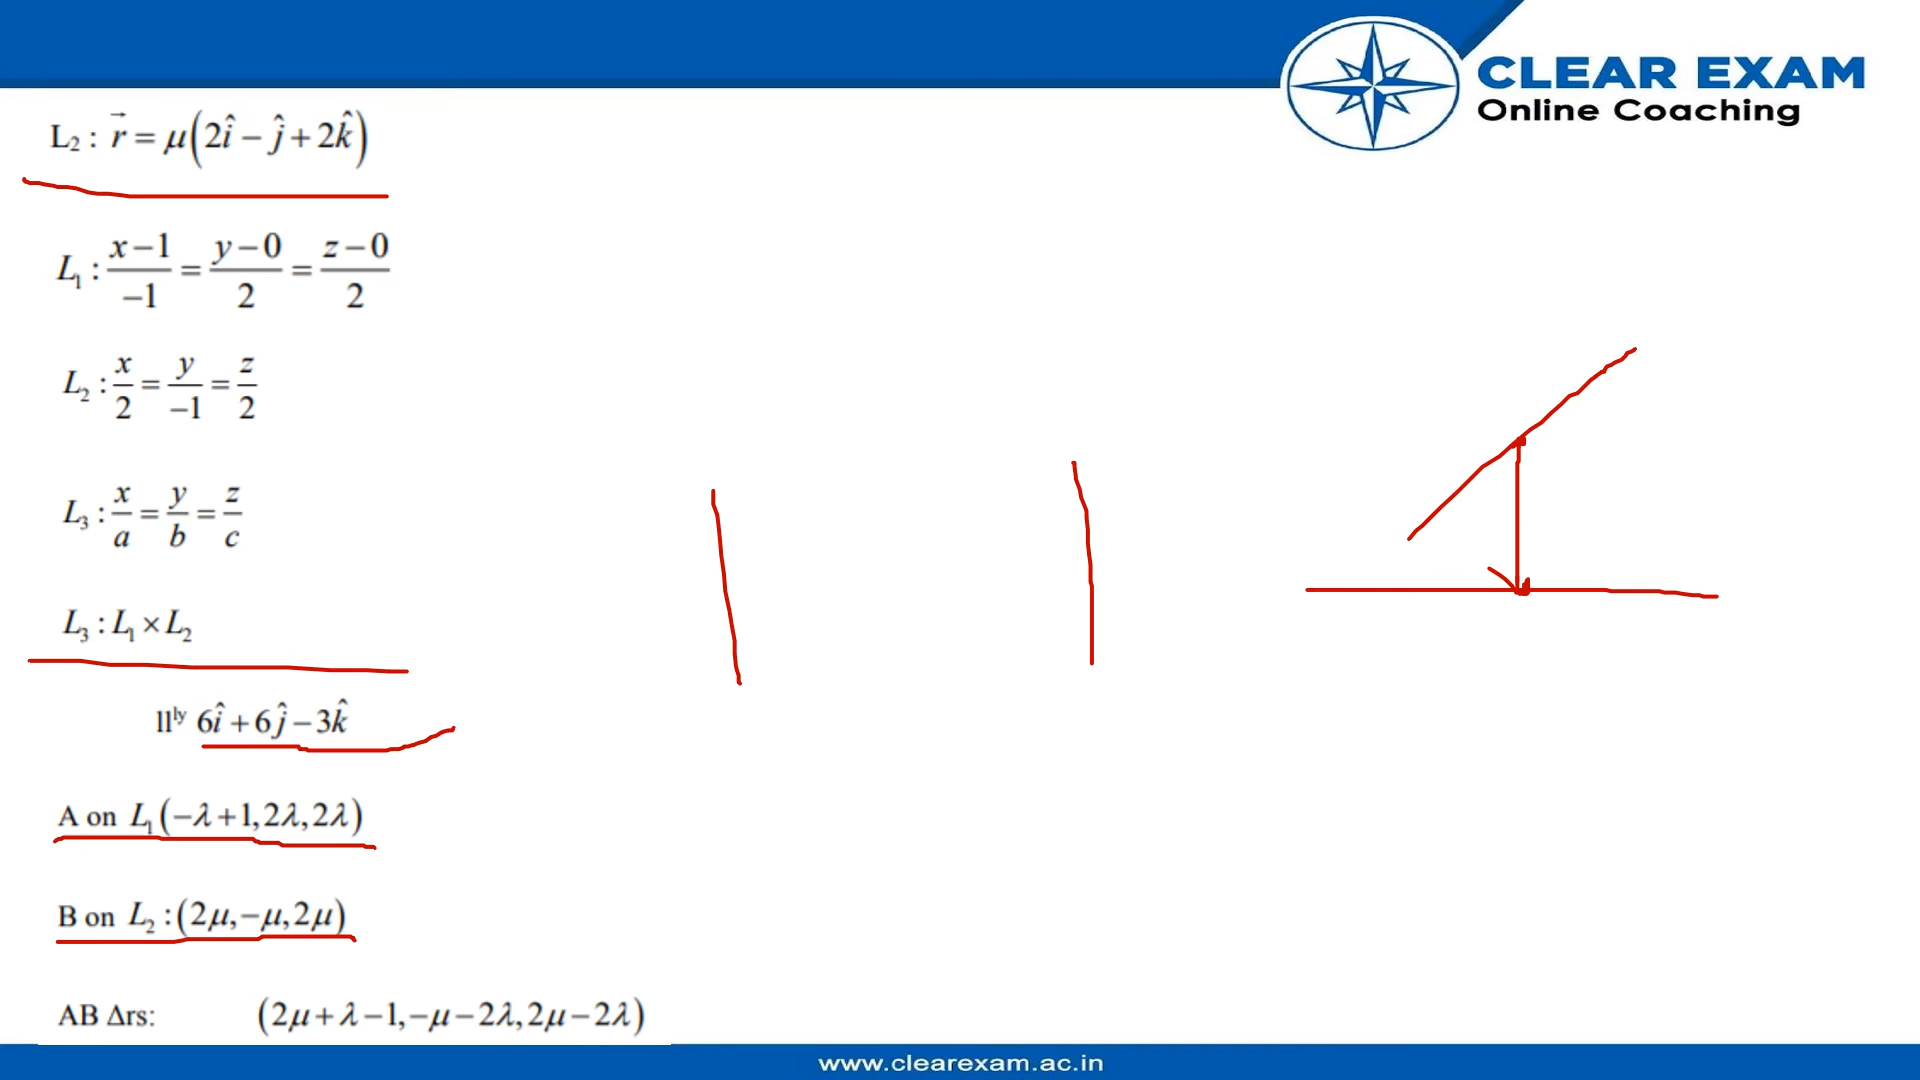 CLEAR EXAM
Online Coaching
L₂ : r⃗ = μ(2î − ĵ + 2k̂)
L₁ : (x−1)/−1 = (y−0)/2 = (z−0)/2
L₂ : x/2 = y/−1 = z/2
L₃ : x/a = y/b = z/c
L₃ : L₁ × L₂
llˡʸ 6î + 6ĵ − 3k̂
A on L₁(−λ+1, 2λ, 2λ)
B on L₂ : (2μ, −μ, 2μ)
AB Δrs: (2μ + λ − 1, −μ − 2λ, 2μ − 2λ)
www.clearexam.ac.in